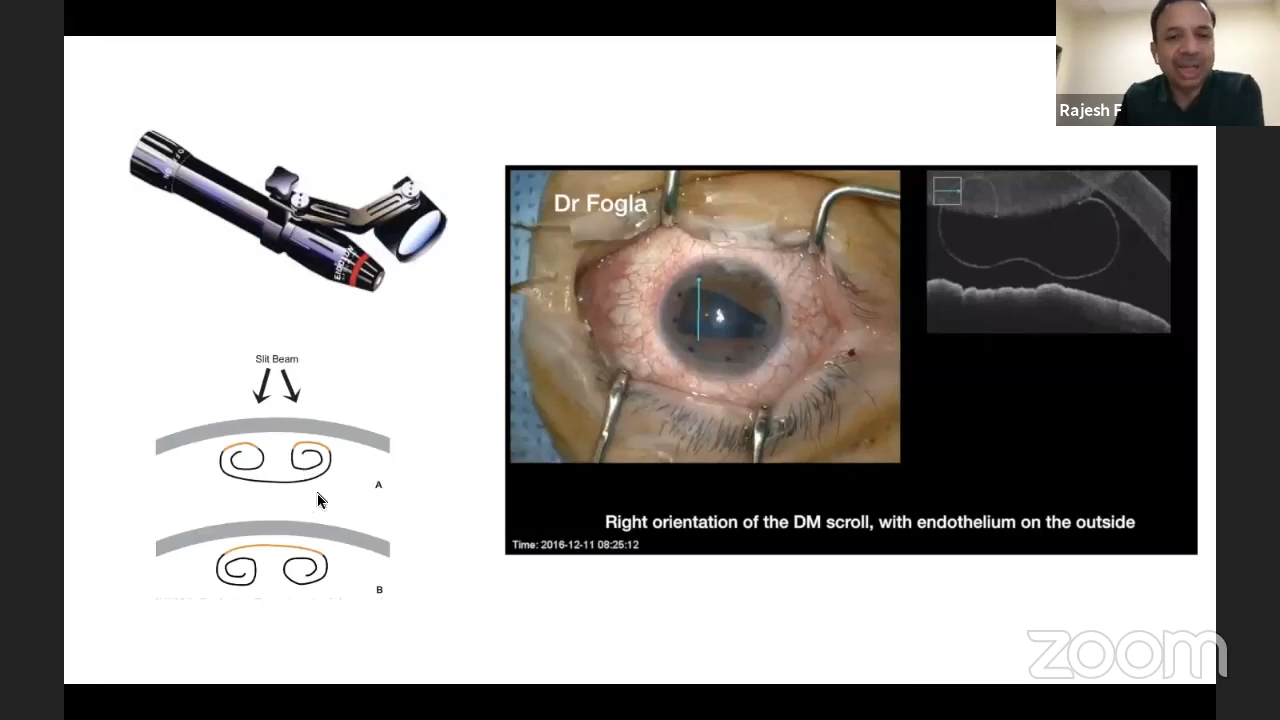 Rajesh F
Dr Fogla
Slit Beam
A
B
Right orientation of the DM scroll, with endothelium on the outside
Time: 2016-12-11 08:25:12
zoom